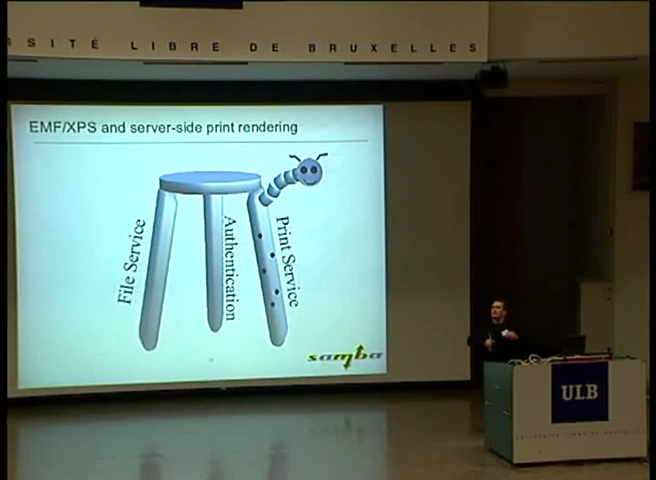 RSITÉ LIBRE DE BRUXELLES
EMF/XPS and server-side print rendering
File Service
Authentication
Print Service
samba
ULB